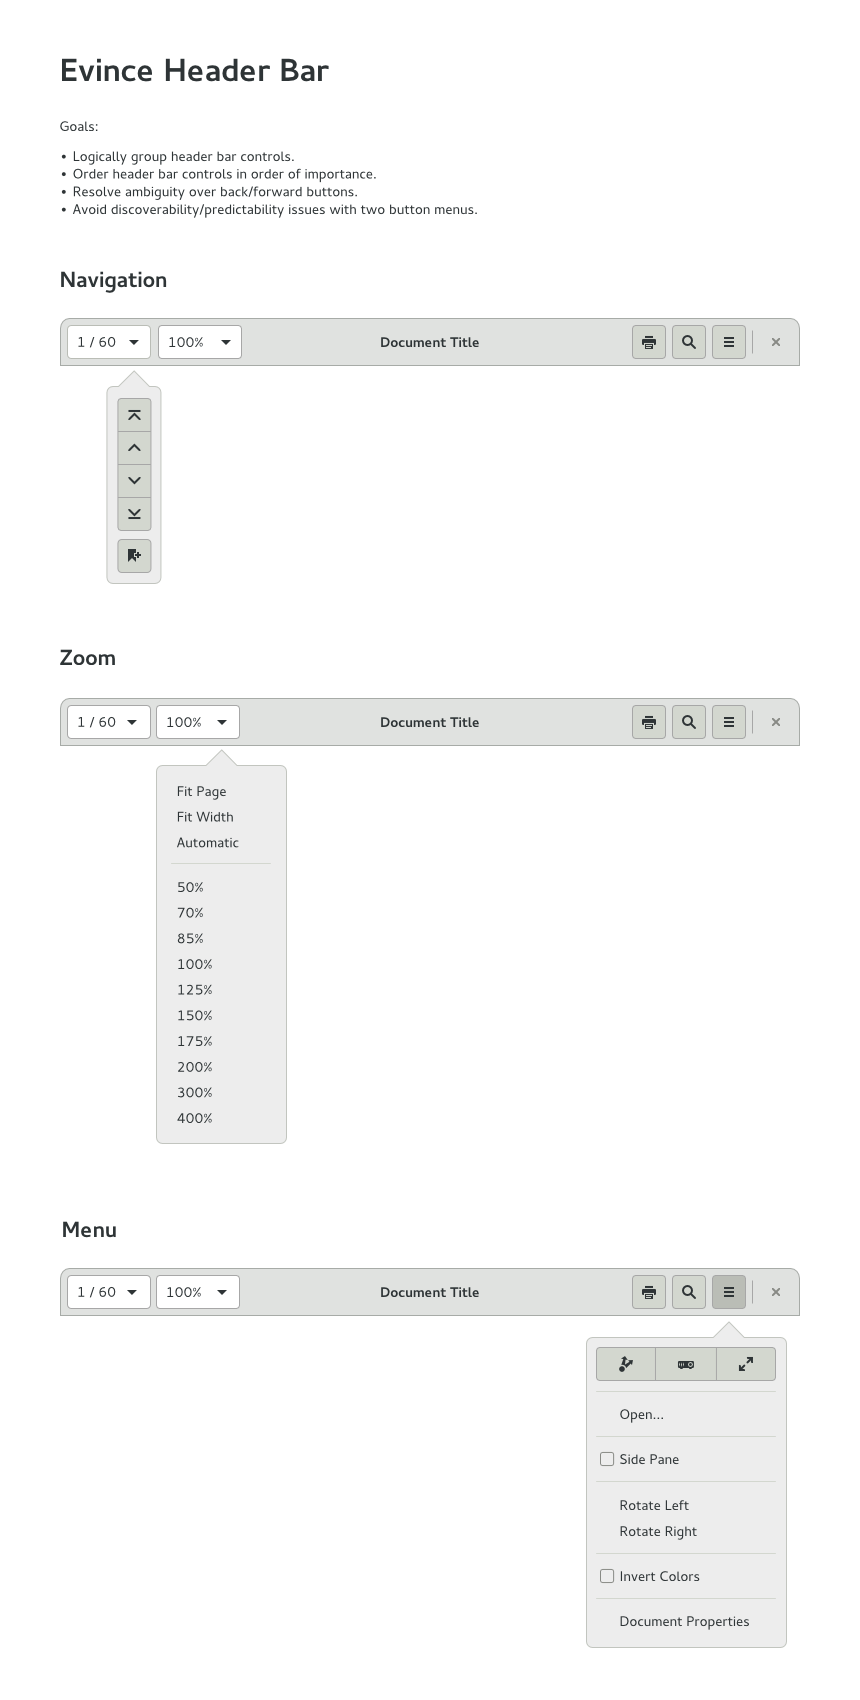 Evince Header Bar
Goals:
• Logically group header bar controls.
• Order header bar controls in order of importance.
• Resolve ambiguity over back/forward buttons.
• Avoid discoverability/predictability issues with two button menus.
Navigation
1 / 60 100% Document Title
Zoom
1 / 60 100% Document Title
Fit Page
Fit Width
Automatic
50%
70%
85%
100%
125%
150%
175%
200%
300%
400%
Menu
1 / 60 100% Document Title
Open...
Side Pane
Rotate Left
Rotate Right
Invert Colors
Document Properties